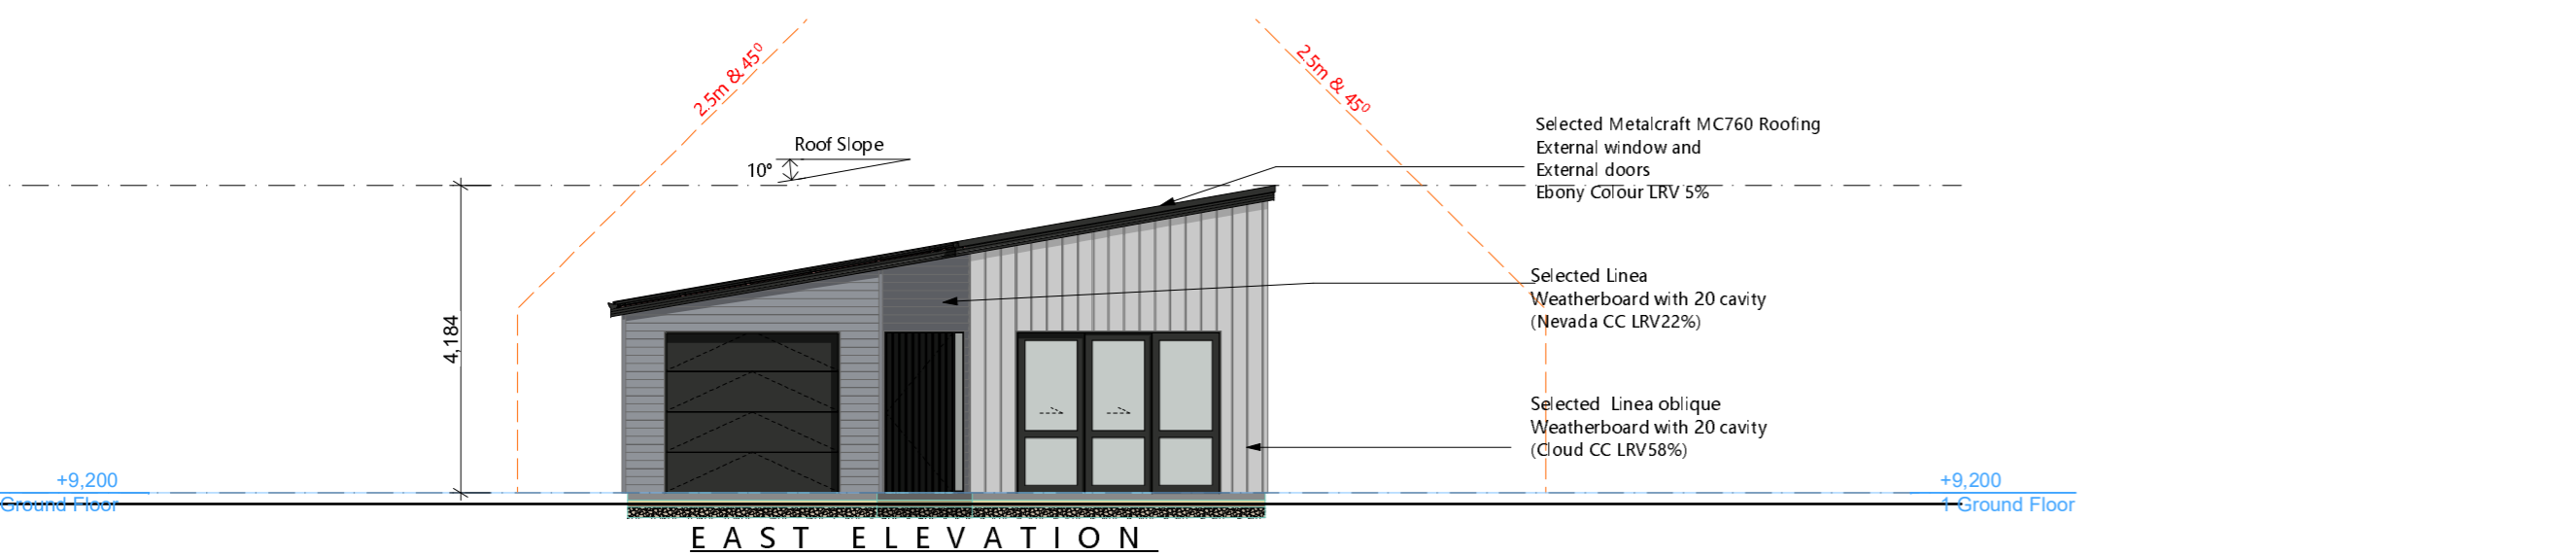 2.5m & 45⁰
2.5m & 45⁰
Roof Slope
10°
Selected Metalcraft MC760 Roofing
External window and
External doors
Ebony Colour LRV 5%
Selected Linea
Weatherboard with 20 cavity
(Nevada CC LRV22%)
4,184
Selected Linea oblique
Weatherboard with 20 cavity
(Cloud CC LRV58%)
+9,200
Ground Floor
+9,200
1 Ground Floor
EAST ELEVATION